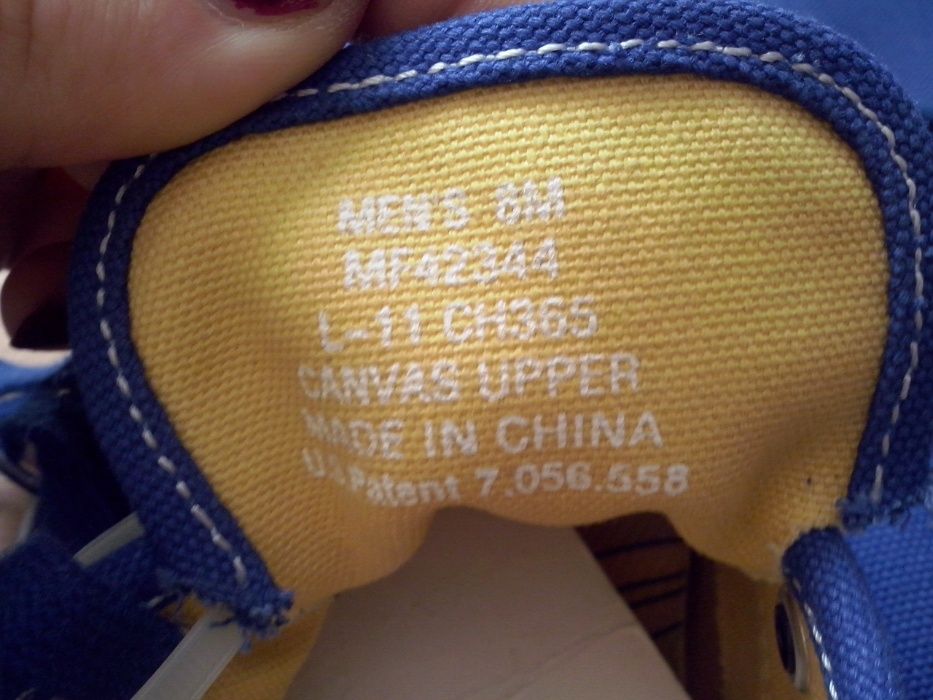 MEN'S 8M
MF42344
L-11 CH365
CANVAS UPPER
MADE IN CHINA
U.S.Patent 7.056.558